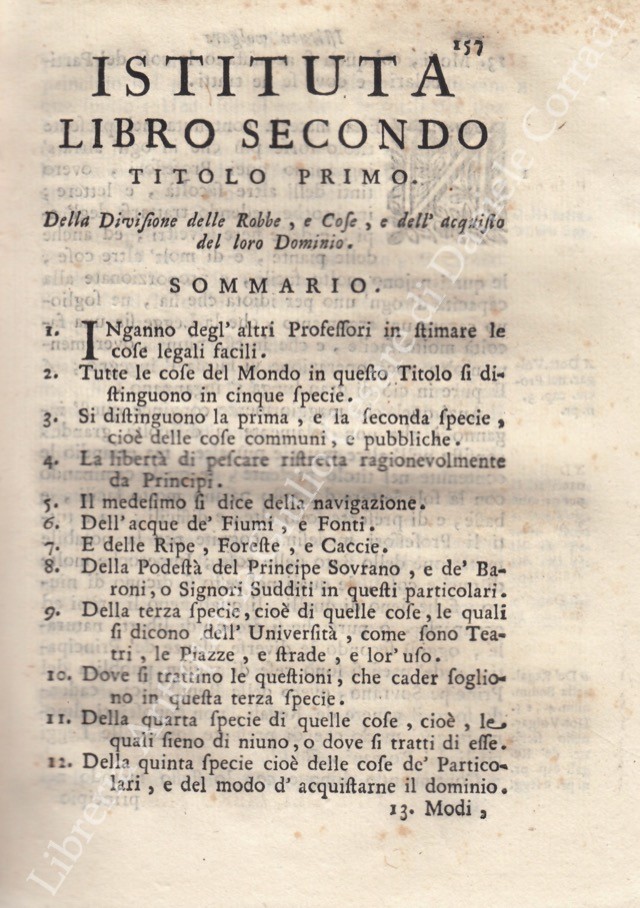 157
ISTITUTA
LIBRO SECONDO
TITOLO PRIMO.
Della Diviſione delle Robbe , e Coſe , e dell' acquiſto
del loro Dominio.
SOMMARIO.
1. INganno degl' altri Profeſſori in ſtimare le
coſe legali facili.
2. Tutte le coſe del Mondo in queſto Titolo ſi di-
ſtinguono in cinque ſpecie.
3. Si diſtinguono la prima , e la ſeconda ſpecie ,
cioè delle coſe communi , e pubbliche.
4. La libertà di peſcare riſtretta ragionevolmente
da Principi.
5. Il medeſimo ſi dice della navigazione.
6. Dell'acque de' Fiumi , e Fonti.
7. E delle Ripe , Foreſte , e Caccie.
8. Della Podeſtà del Principe Sovrano , e de' Ba-
roni, o Signori Sudditi in queſti particolari.
9. Della terza ſpecie, cioè di quelle coſe, le quali
ſi dicono dell' Univerſità , come ſono Tea-
tri , le Piazze , e ſtrade , e lor' uſo.
10. Dove ſi trattino le queſtioni, che cader ſoglio-
no in queſta terza ſpecie.
11. Della quarta ſpecie di quelle coſe , cioè , le
quali ſieno di niuno, o dove ſi tratti di eſſe.
12. Della quinta ſpecie cioè delle coſe de' Partico-
lari , e del modo d' acquiſtarne il dominio.
13. Modi ,